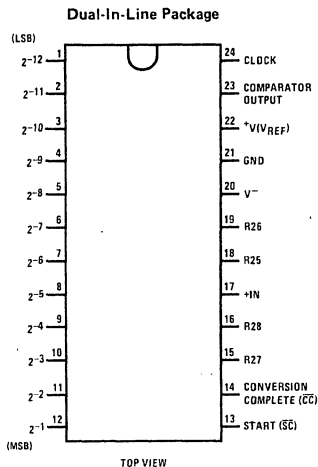 Dual-In-Line Package
(LSB)
2-12 1 24 CLOCK
2-11 2 23 COMPARATOR OUTPUT
2-10 3 22 +V(VREF)
2-9 4 21 GND
2-8 5 20 V−
2-7 6 19 R26
2-6 7 18 R25
2-5 8 17 +IN
2-4 9 16 R28
2-3 10 15 R27
2-2 11 14 CONVERSION COMPLETE (C̅C̅)
2-1 12 13 START (S̅C̅)
(MSB)
TOP VIEW